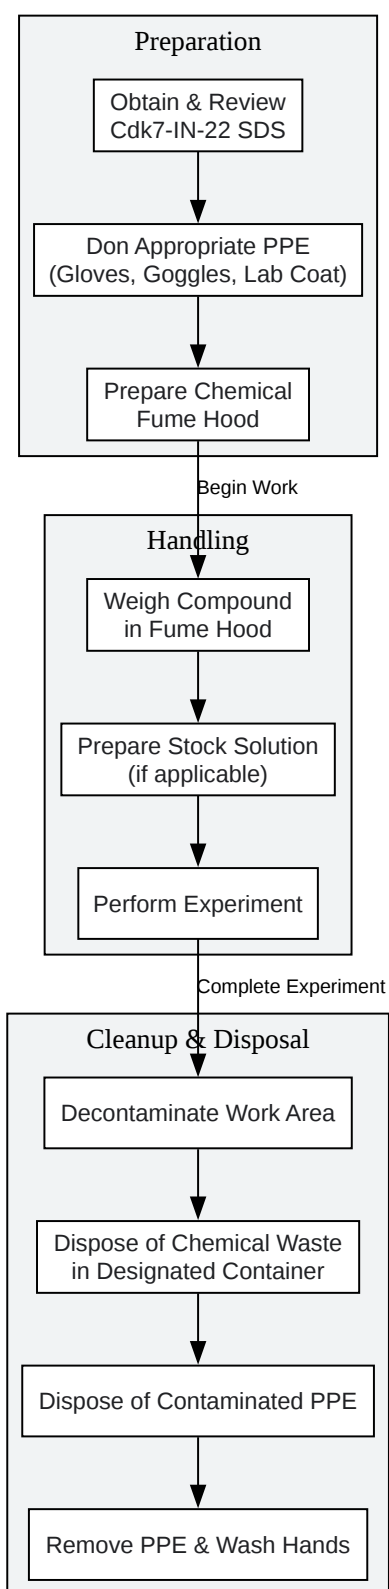 Preparation
Obtain & Review
Cdk7-IN-22 SDS
Don Appropriate PPE
(Gloves, Goggles, Lab Coat)
Prepare Chemical
Fume Hood
Begin Work
Handling
Weigh Compound
in Fume Hood
Prepare Stock Solution
(if applicable)
Perform Experiment
Complete Experiment
Cleanup & Disposal
Decontaminate Work Area
Dispose of Chemical Waste
in Designated Container
Dispose of Contaminated PPE
Remove PPE & Wash Hands